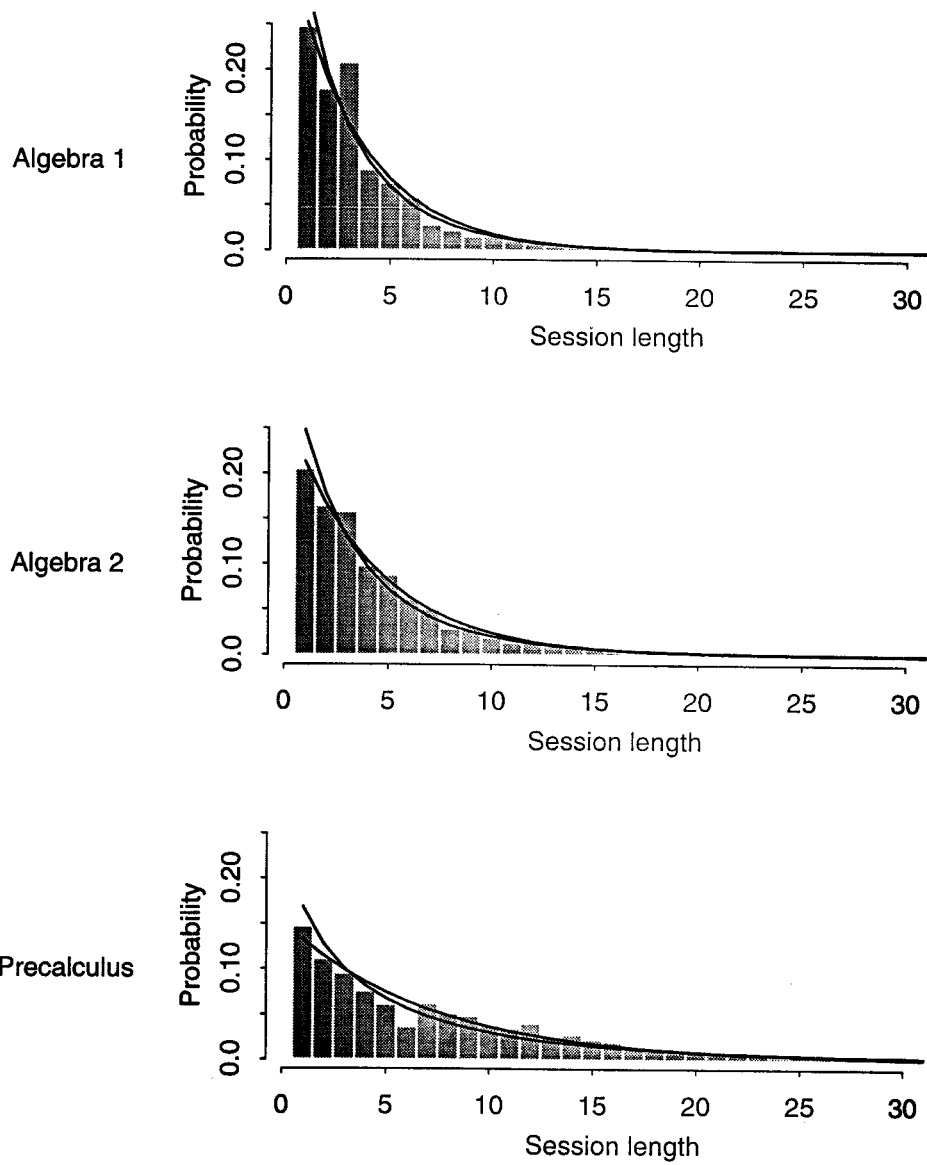 Algebra 1
Probability
0.20
0.10
0.0
0 5 10 15 20 25 30
Session length
Algebra 2
Probability
0.20
0.10
0.0
0 5 10 15 20 25 30
Session length
Precalculus
Probability
0.20
0.10
0.0
0 5 10 15 20 25 30
Session length